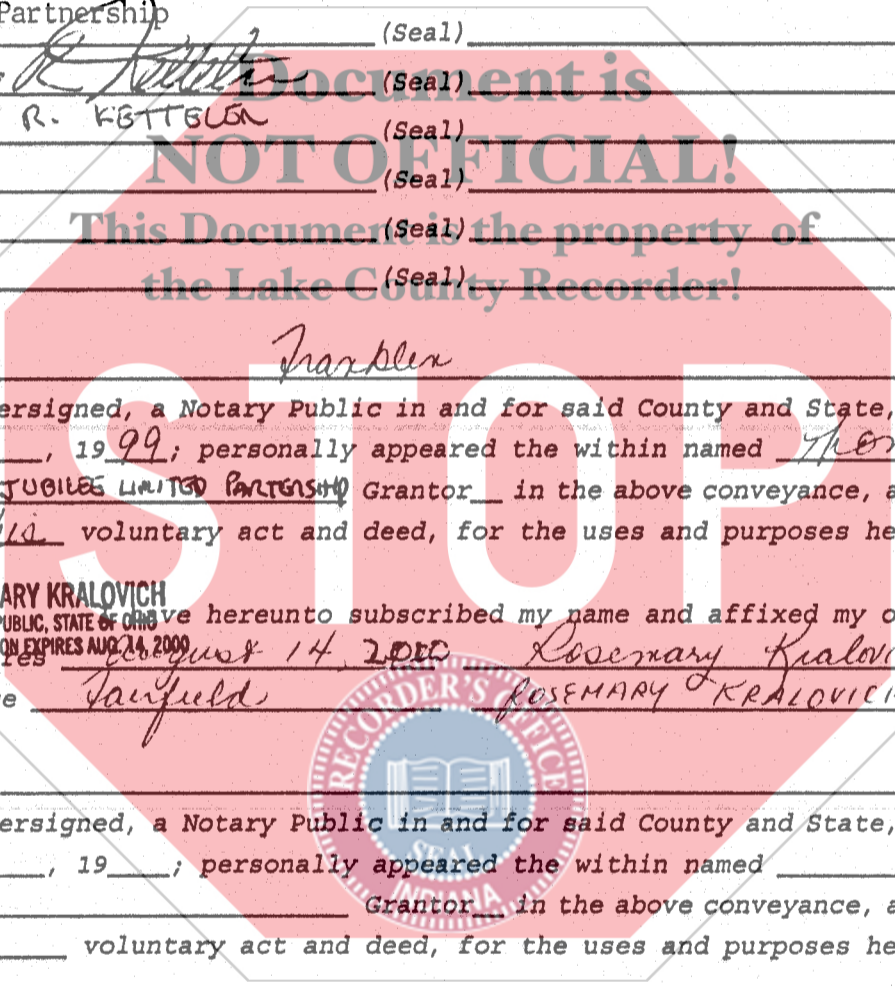 Partnership
(Seal)
Document is
(Seal)
R. KETTELER
(Seal)
NOT OFFICIAL!
(Seal)
This Document is the property of
(Seal)
the Lake County Recorder!
(Seal)
Franklin
STOP
ersigned, a Notary Public in and for said County and State,
, 1999; personally appeared the within named Tho
JUBILEE LIMITED PARTERSHIP Grantor__ in the above conveyance, a
his voluntary act and deed, for the uses and purposes he
ARY KRALOVICH
PUBLIC, STATE OF OHIO
ve hereunto subscribed my name and affixed my o
ON EXPIRES AUG. 14, 2000
res August 14 2000 Rosemary Kralovi
e Fairfield ROSEMARY KRALOVICH
RECORDER'S OFFICE
SEAL
INDIANA
ersigned, a Notary Public in and for said County and State,
____, 19____; personally appeared the within named
Grantor__ in the above conveyance, a
voluntary act and deed, for the uses and purposes he